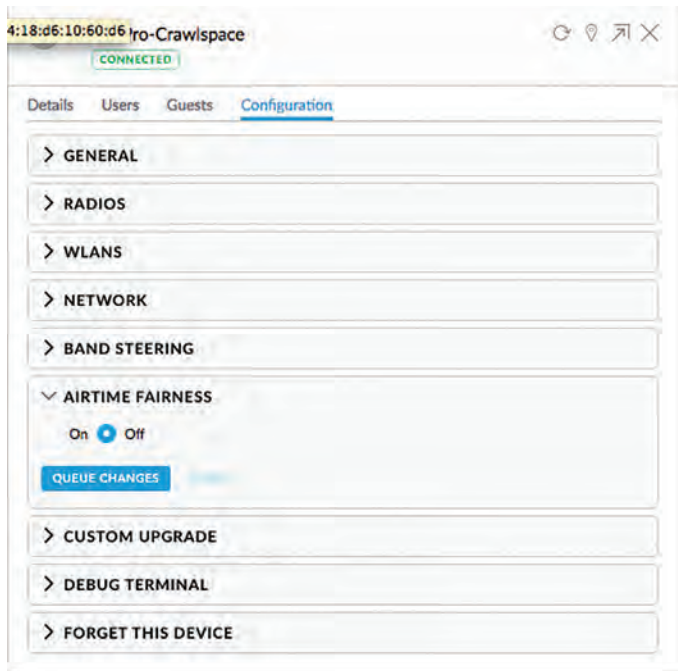 4:18:d6:10:60:d6 ro-Crawlspace
CONNECTED
Details Users Guests Configuration
GENERAL
RADIOS
WLANS
NETWORK
BAND STEERING
AIRTIME FAIRNESS
On Off
QUEUE CHANGES
CUSTOM UPGRADE
DEBUG TERMINAL
FORGET THIS DEVICE